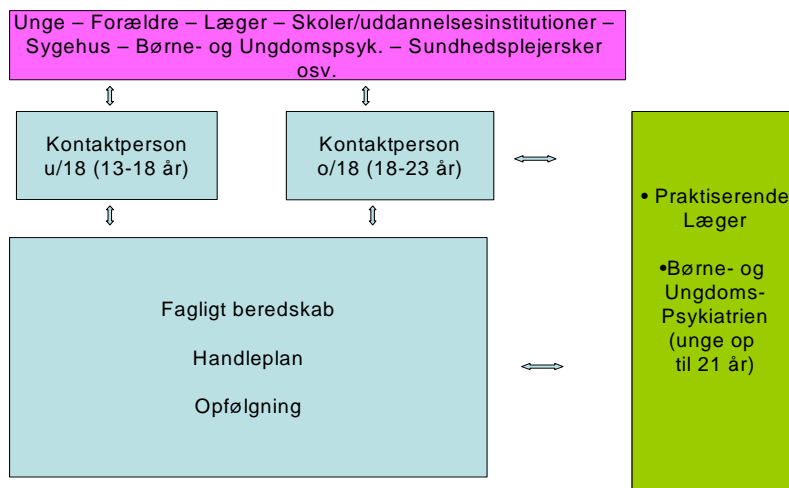 Unge – Forældre – Læger – Skoler/uddannelsesinstitutioner –
Sygehus – Børne- og Ungdomspsyk. – Sundhedsplejersker
osv.
Kontaktperson
u/18 (13-18 år)
Kontaktperson
o/18 (18-23 år)
Fagligt beredskab
Handleplan
Opfølgning
• Praktiserende
Læger
•Børne- og
Ungdoms-
Psykiatrien
(unge op
til 21 år)